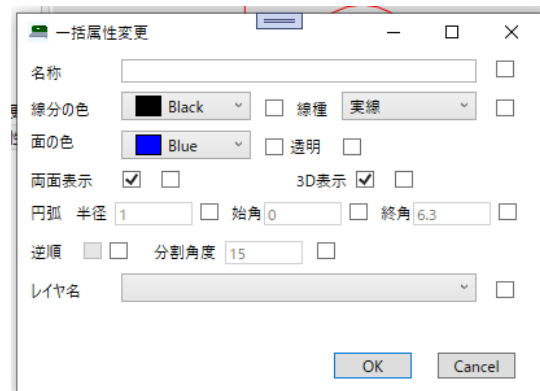 一括属性変更
名称
線分の色 Black 線種 実線
面の色 Blue 透明
両面表示 3D表示
円弧 半径 1 始角 0 終角 6.3
逆順 分割角度 15
レイヤ名
OK Cancel